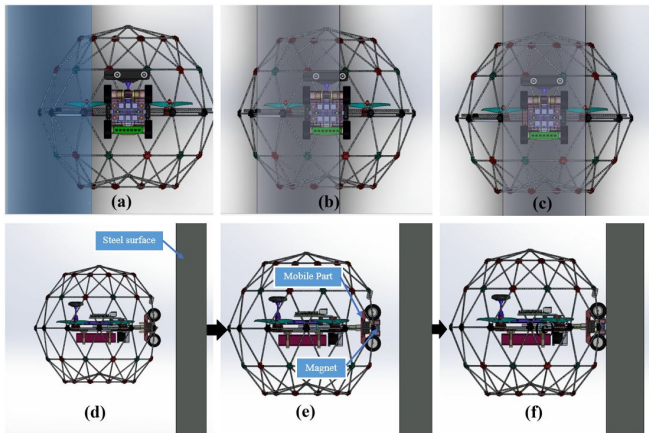 (a)
(b)
(c)
Steel surface
Mobile Part
Magnet
(d)
(e)
(f)